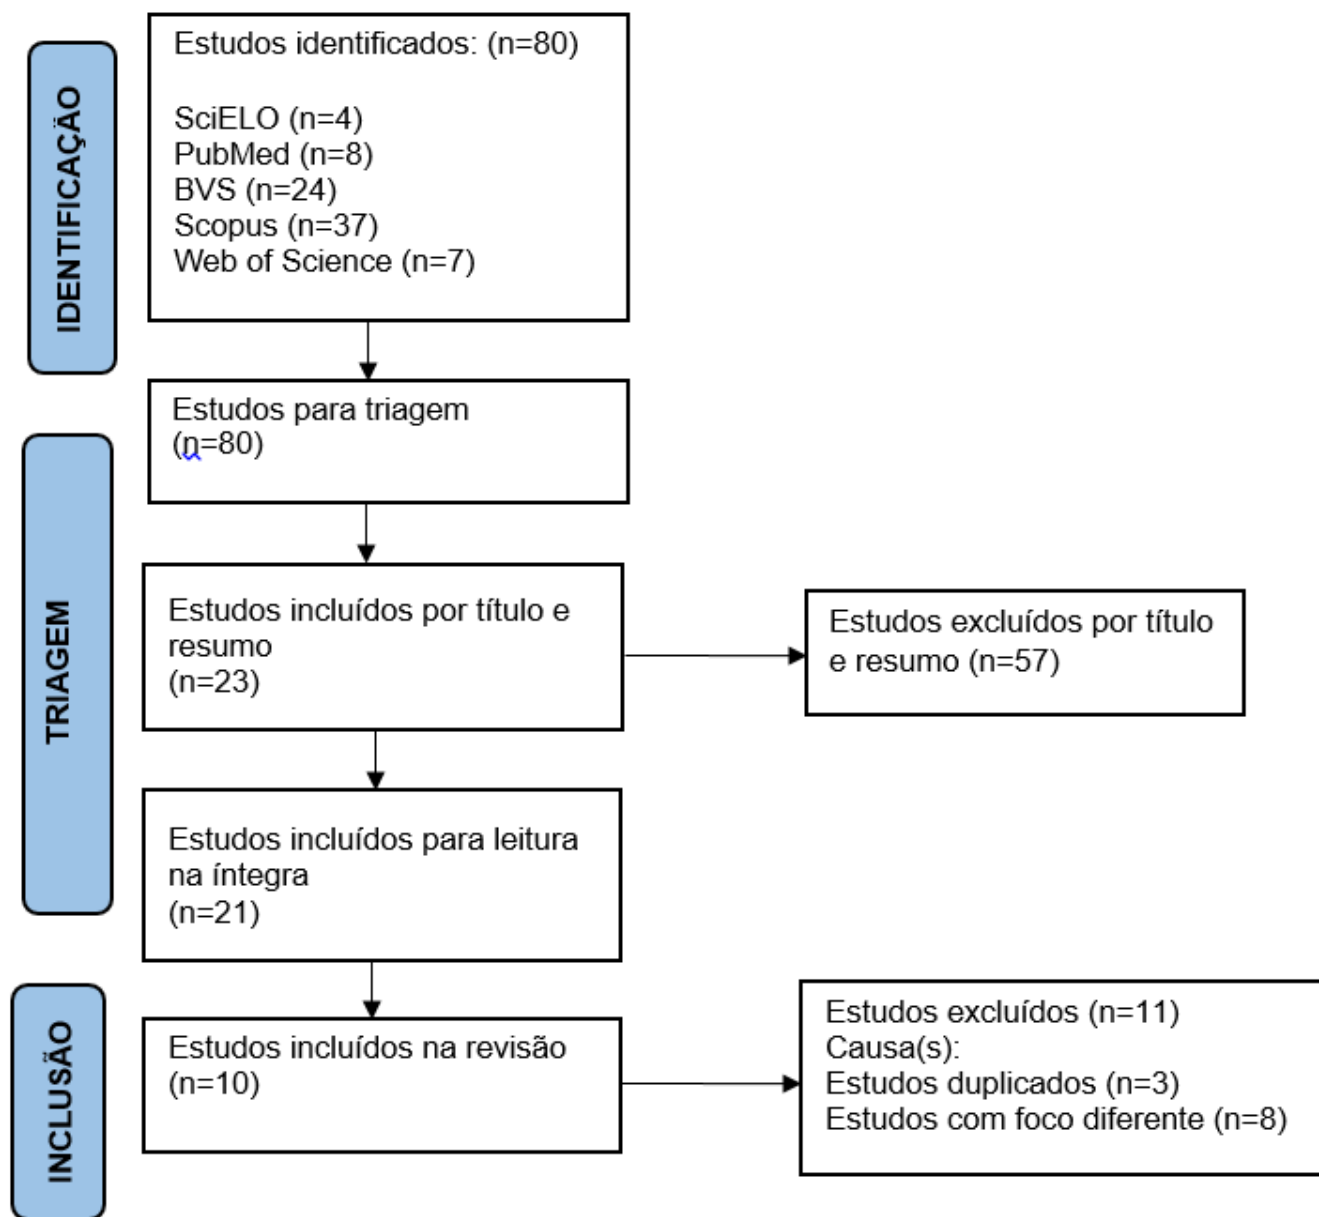 IDENTIFICAÇÃO
Estudos identificados: (n=80)
SciELO (n=4)
PubMed (n=8)
BVS (n=24)
Scopus (n=37)
Web of Science (n=7)
TRIAGEM
Estudos para triagem
(n=80)
Estudos incluídos por título e
resumo
(n=23)
Estudos excluídos por título
e resumo (n=57)
Estudos incluídos para leitura
na íntegra
(n=21)
INCLUSÃO
Estudos incluídos na revisão
(n=10)
Estudos excluídos (n=11)
Causa(s):
Estudos duplicados (n=3)
Estudos com foco diferente (n=8)